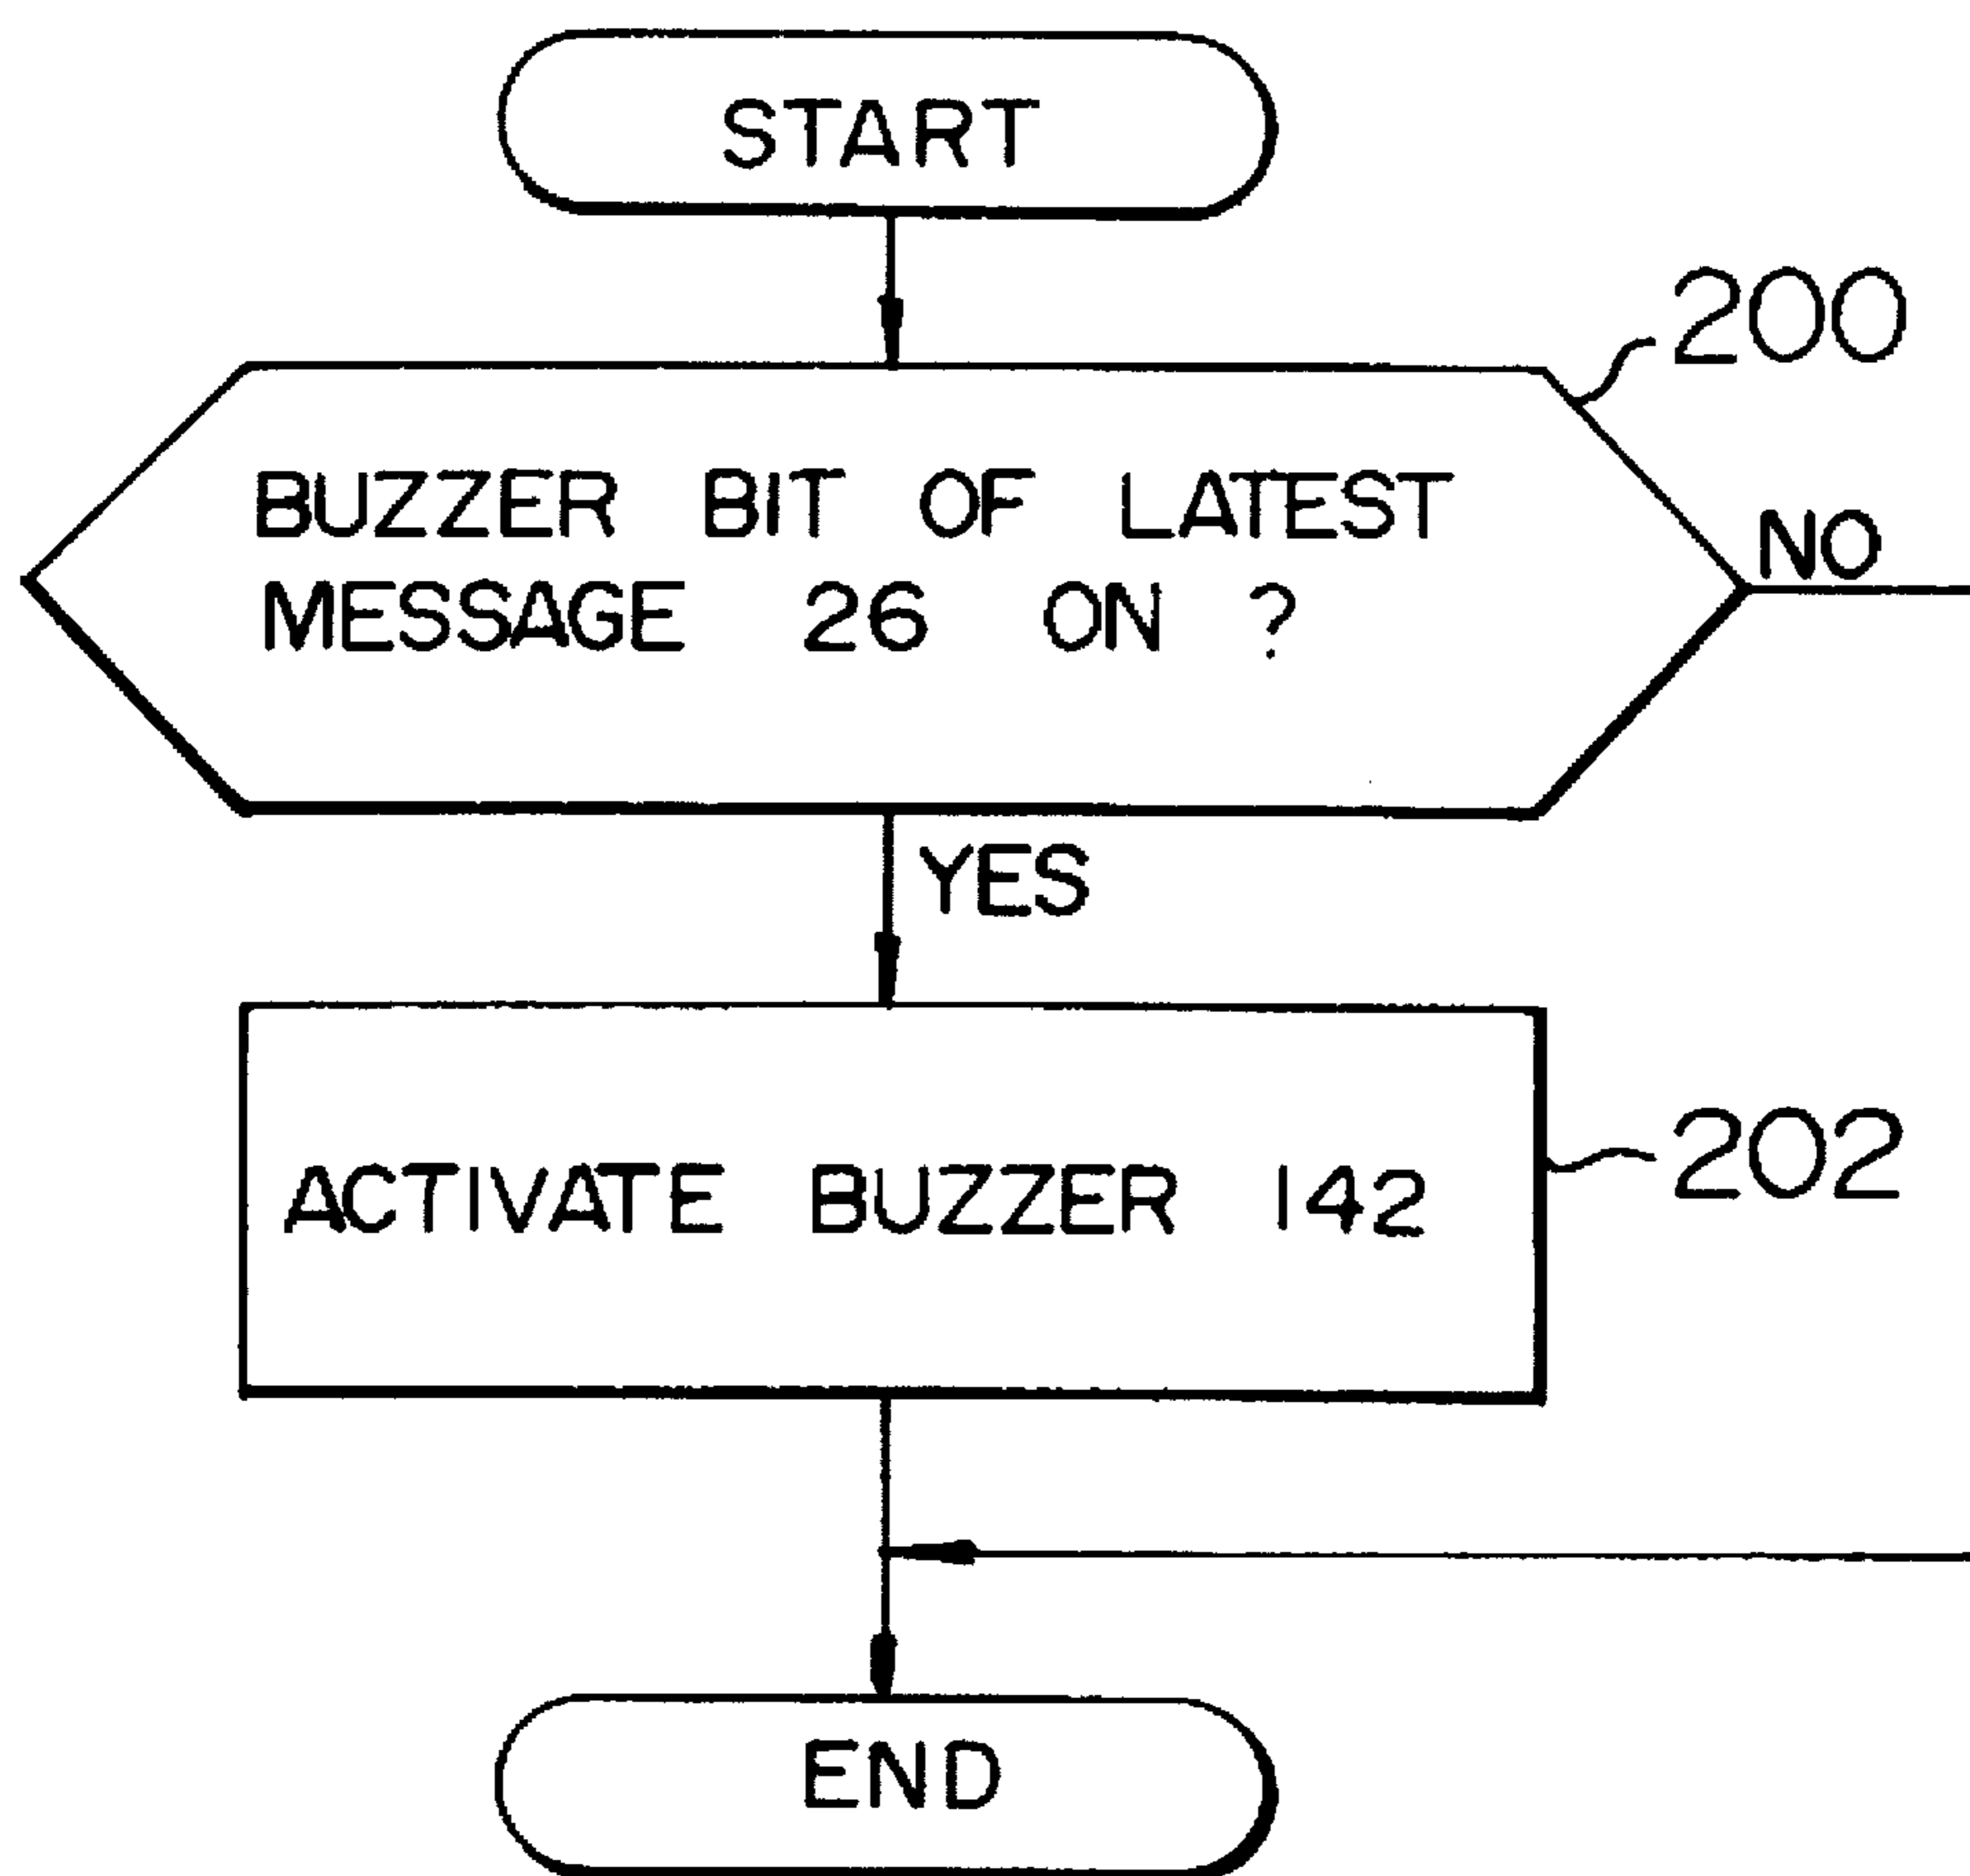 START
200
BUZZER BIT OF LATEST
MESSAGE 26 ON ?
NO
YES
ACTIVATE BUZZER 142
202
END